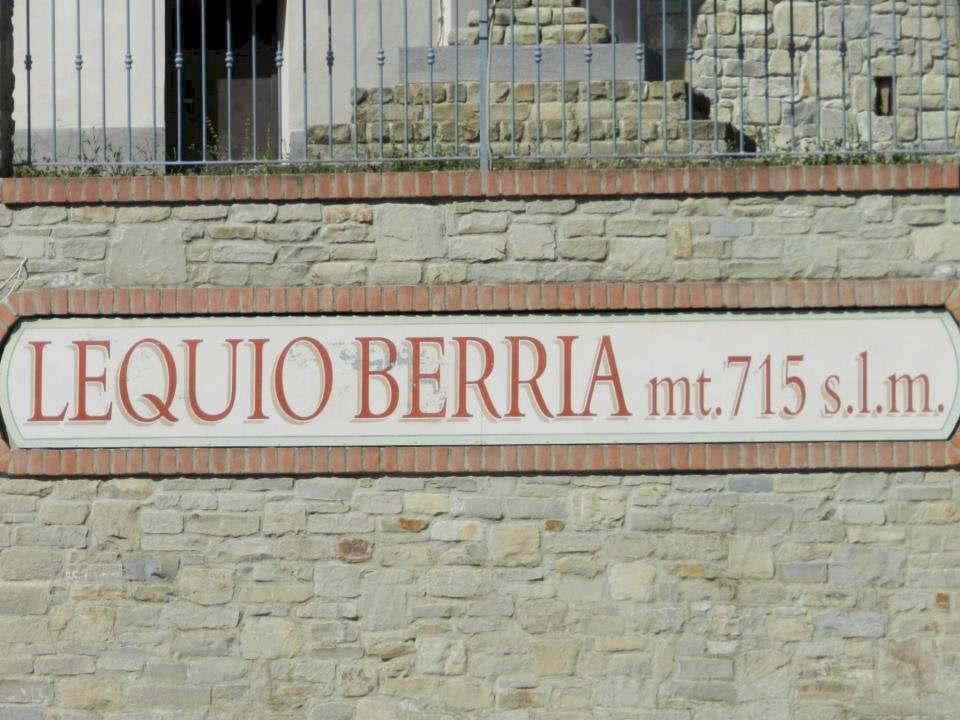 LEQUIO BERRIA mt. 715 s.l.m.